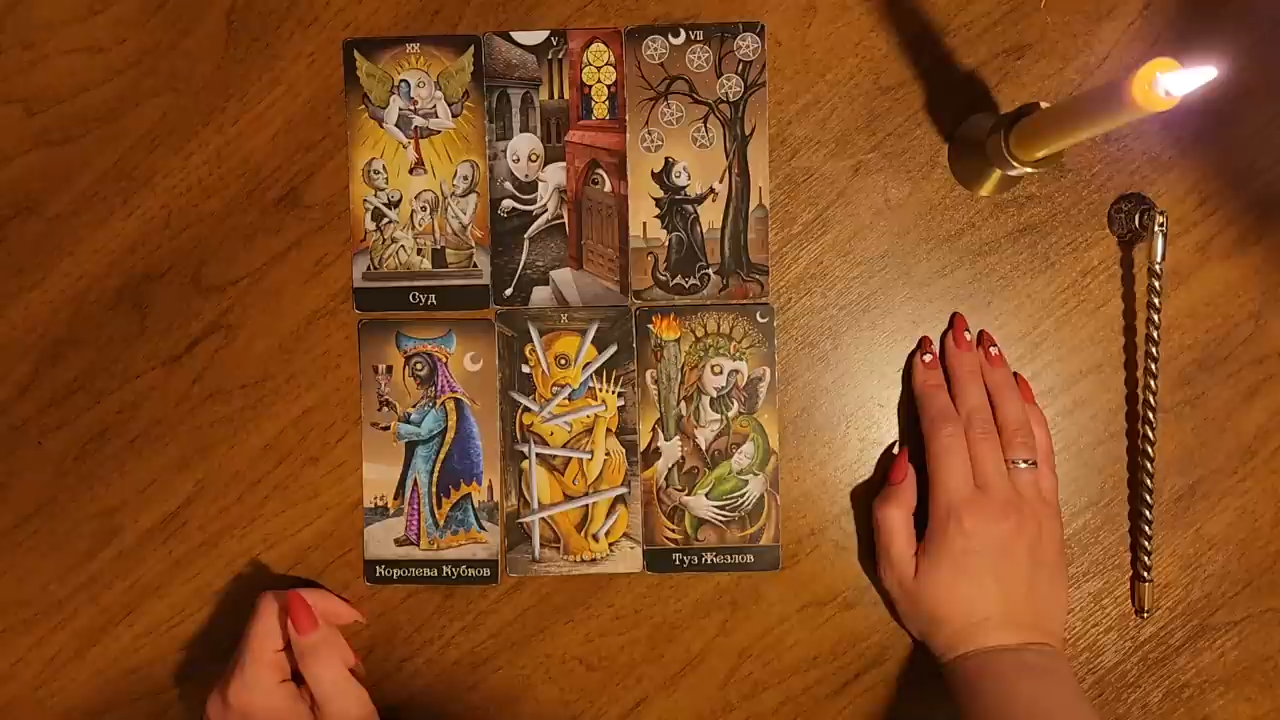 XX
V
VII
Суд
X
Королева Кубков
Туз Жезлов